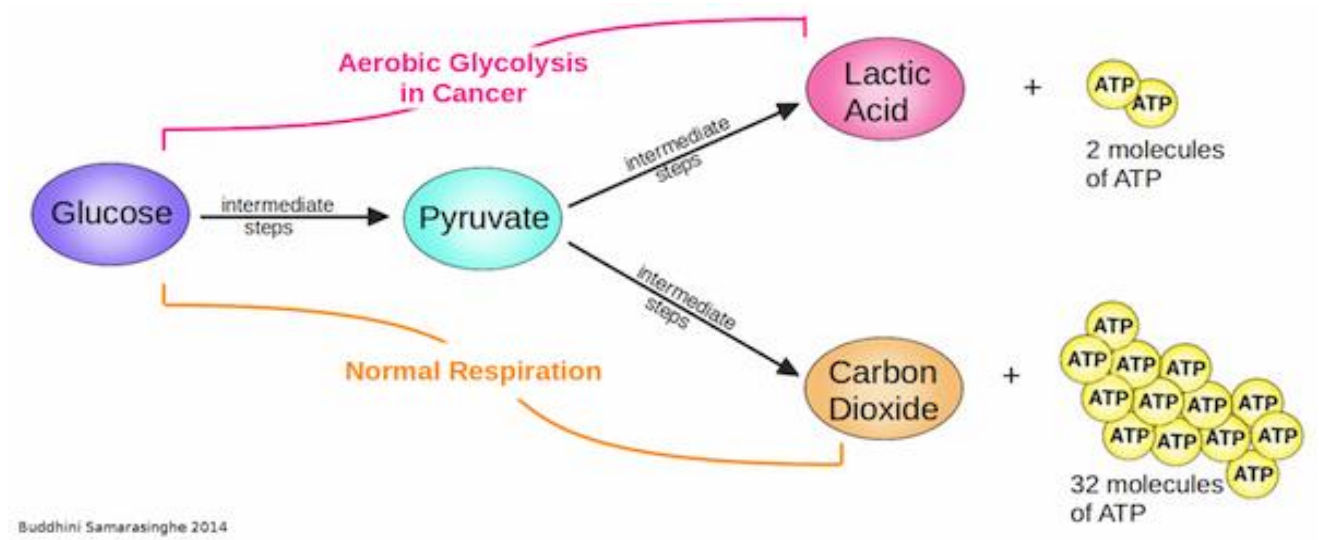 Aerobic Glycolysis
in Cancer
Lactic
Acid
+
ATP
ATP
2 molecules
of ATP
intermediate
steps
Glucose
intermediate
steps
Pyruvate
intermediate
steps
Normal Respiration
Carbon
Dioxide
+
ATP
ATP ATP ATP
ATP ATP ATP ATP
ATP ATP ATP ATP
ATP
32 molecules
of ATP
Buddhini Samarasinghe 2014